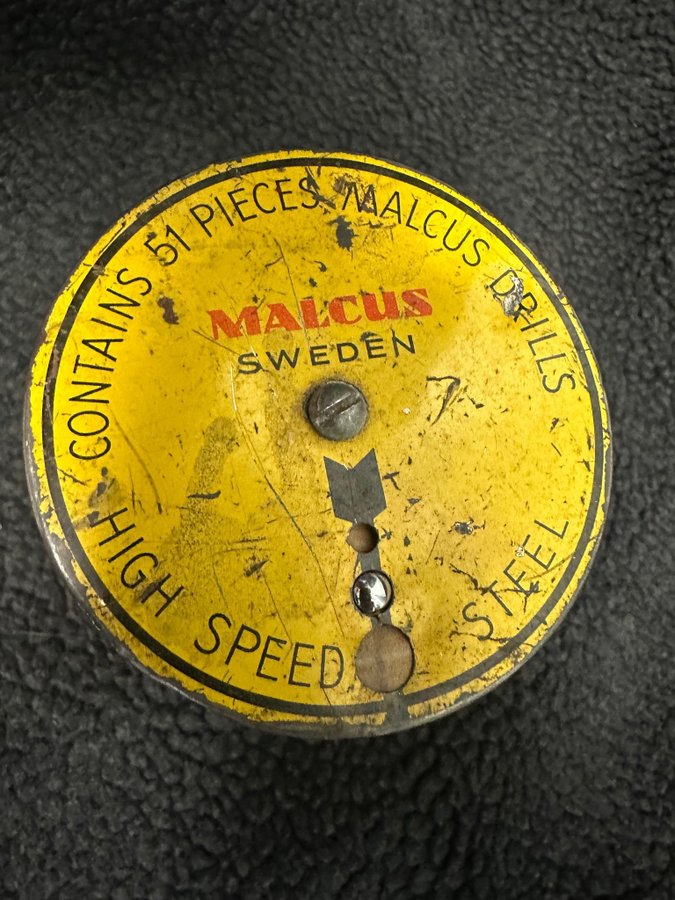 CONTAINS 51 PIECES MALCUS DRILLS
MALCUS
SWEDEN
HIGH SPEED STEEL